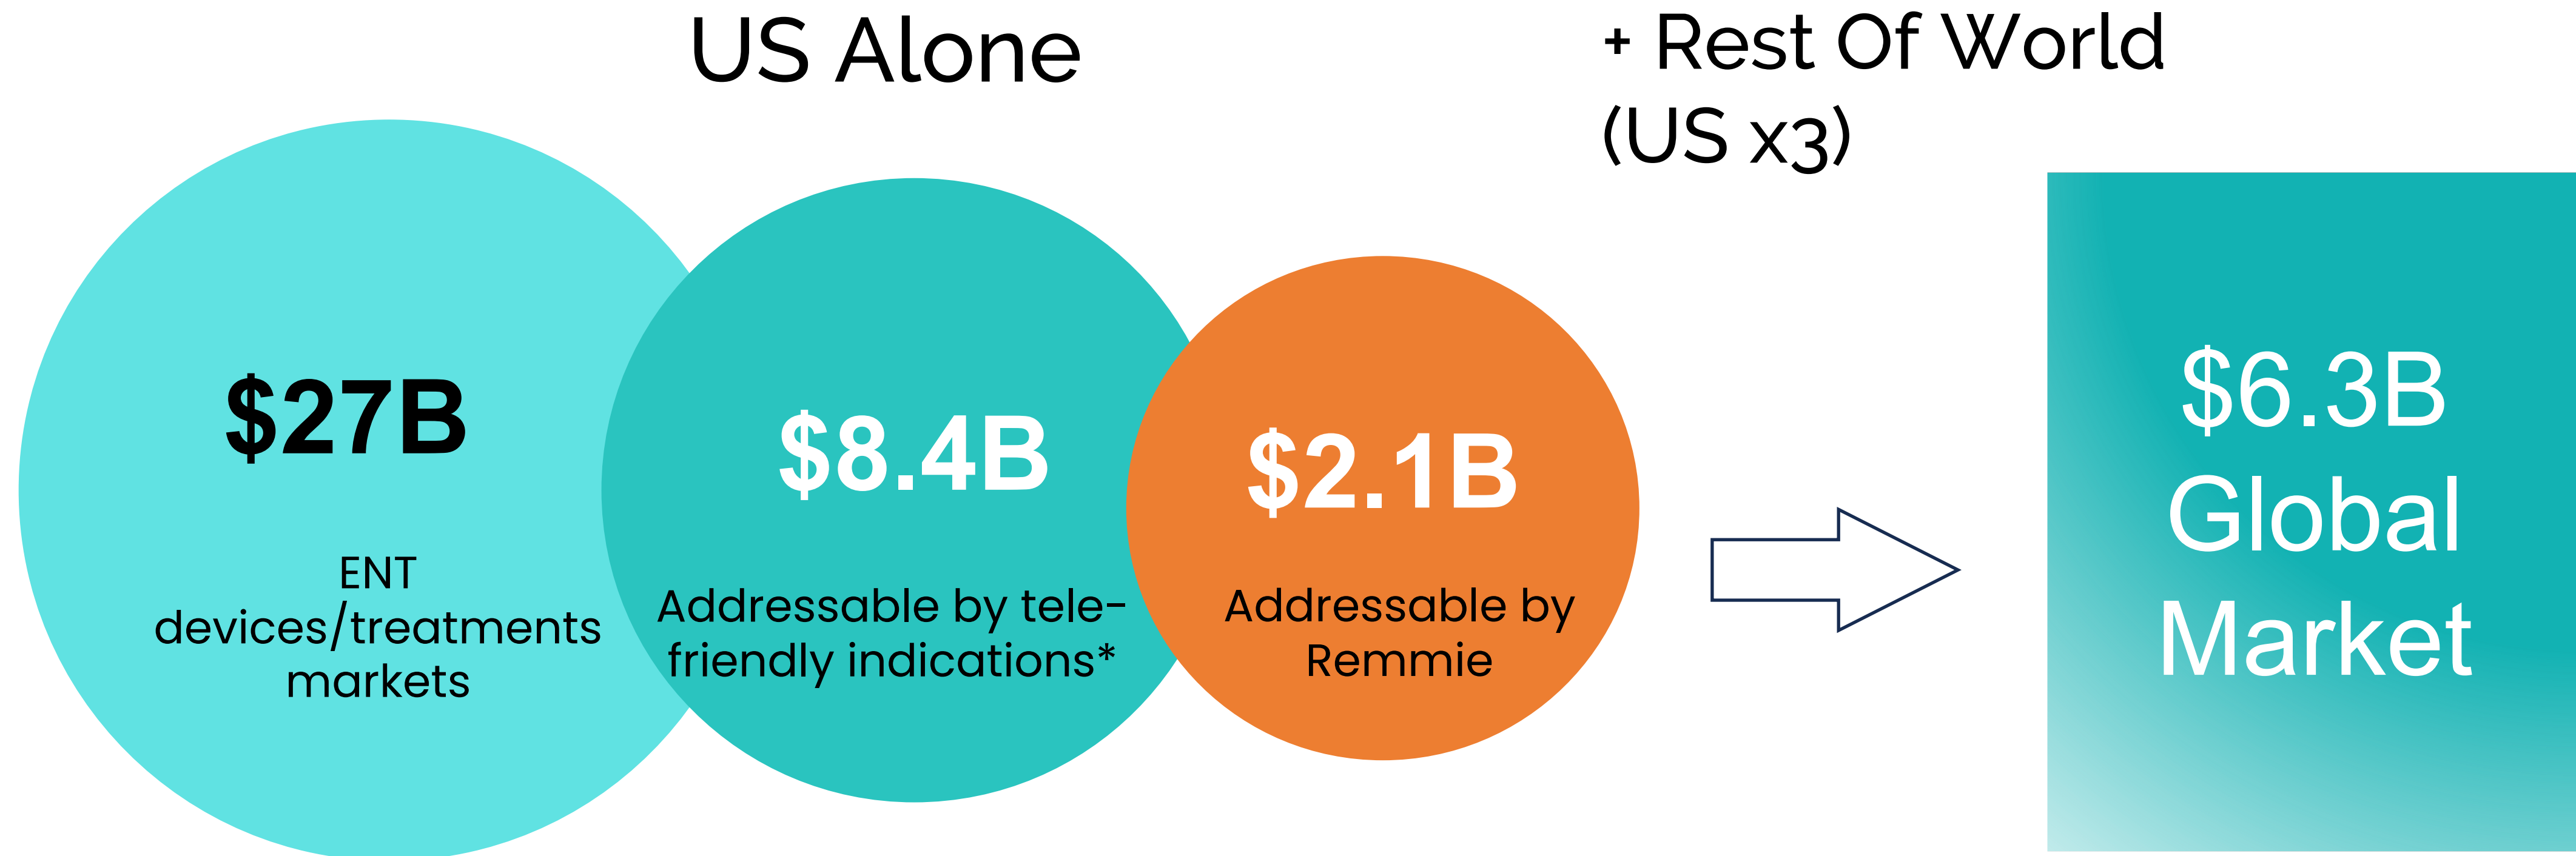 US Alone
+ Rest Of World
(US x3)
$27B
ENT
devices/treatments
markets
$8.4B
Addressable by tele-
friendly indications*
$2.1B
Addressable by
Remmie
$6.3B
Global
Market